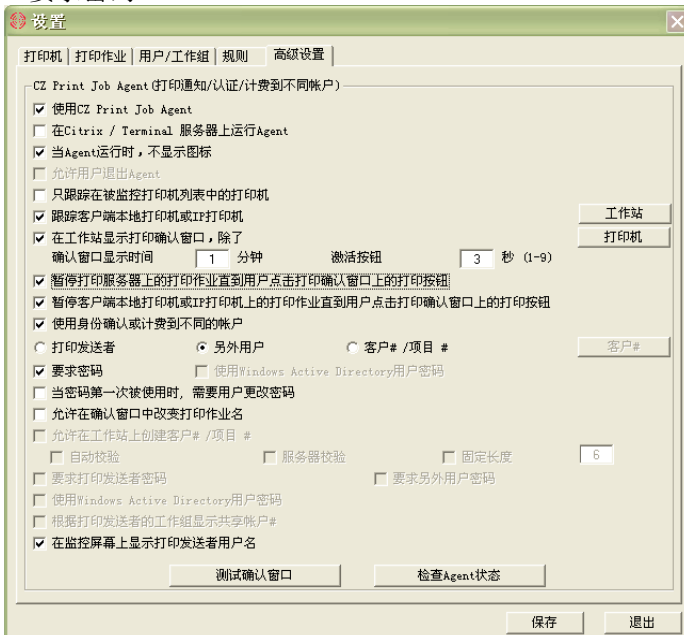 设置
打印机 打印作业 用户/工作组 规则 高级设置
CZ Print Job Agent(打印通知/认证/计费到不同帐户)
使用CZ Print Job Agent
在Citrix / Terminal 服务器上运行Agent
当Agent运行时，不显示图标
允许用户退出Agent
只跟踪在被监控打印机列表中的打印机
跟踪客户端本地打印机或IP打印机 工作站
在工作站显示打印确认窗口，除了 打印机
确认窗口显示时间 1 分钟 激活按钮 3 秒 (1-9)
暂停打印服务器上的打印作业直到用户点击打印确认窗口上的打印按钮
暂停客户端本地打印机或IP打印机上的打印作业直到用户点击打印确认窗口上的打印按钮
使用身份确认或计费到不同的帐户
打印发送者 另外用户 客户# /项目 # 客户#
要求密码 使用Windows Active Directory用户密码
当密码第一次被使用时, 需要用户更改密码
允许在确认窗口中改变打印作业名
允许在工作站上创建客户# /项目 #
自动校验 服务器校验 固定长度 6
要求打印发送者密码 要求另外用户密码
使用Windows Active Directory用户密码
根据打印发送者的工作组显示共享帐户#
在监控屏幕上显示打印发送者用户名
测试确认窗口 检查Agent状态
保存 退出